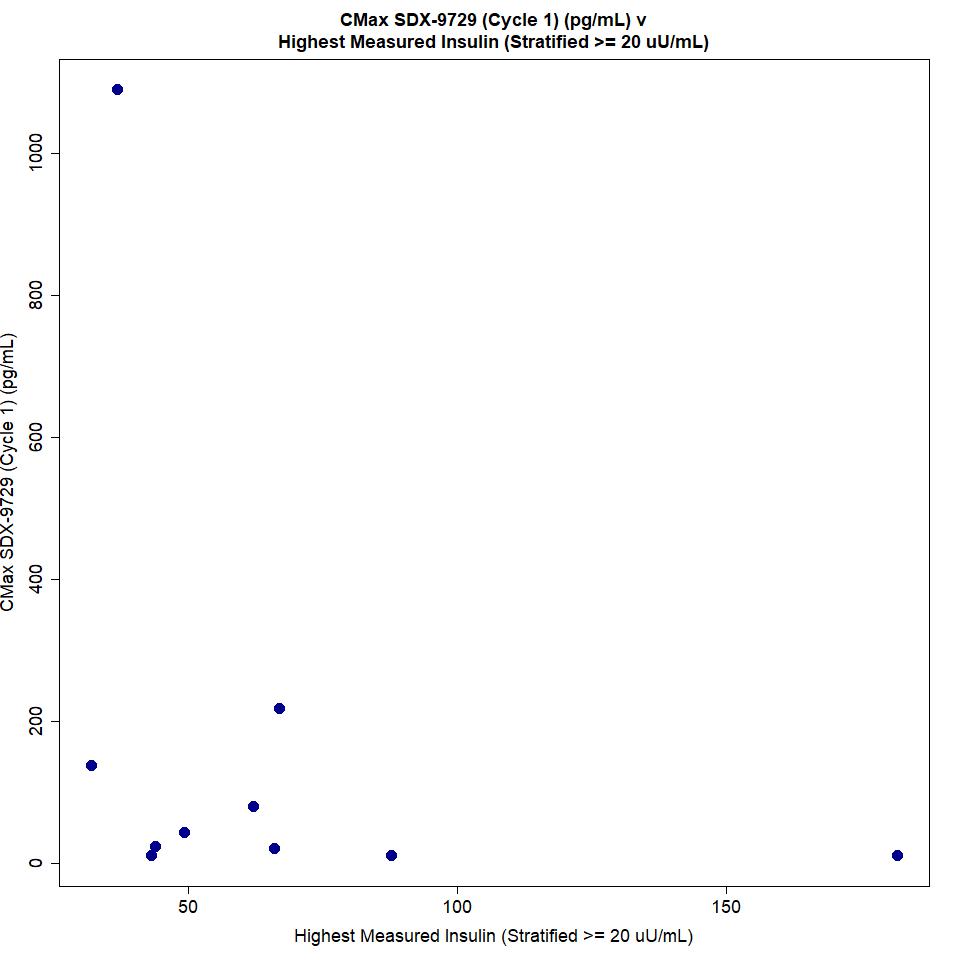 CMax SDX-9729 (Cycle 1) (pg/mL) v
Highest Measured Insulin (Stratified >= 20 uU/mL)
CMax SDX-9729 (Cycle 1) (pg/mL)
1000
800
600
400
200
0
50
100
150
Highest Measured Insulin (Stratified >= 20 uU/mL)